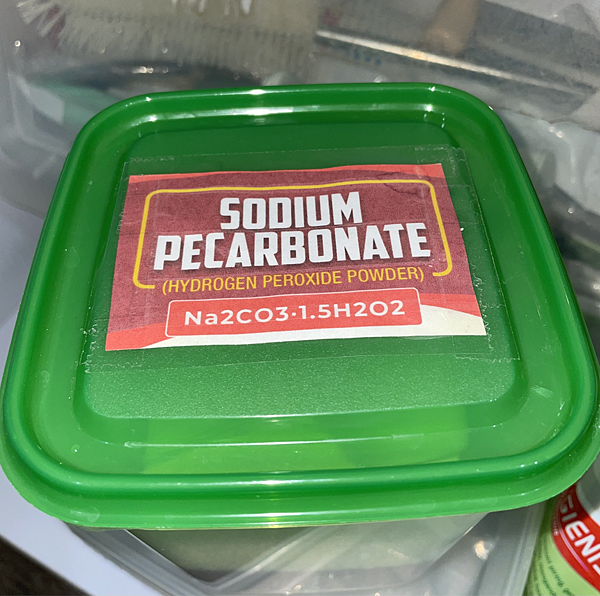 SODIUM
PECARBONATE
(HYDROGEN PEROXIDE POWDER)
Na2CO3·1.5H2O2